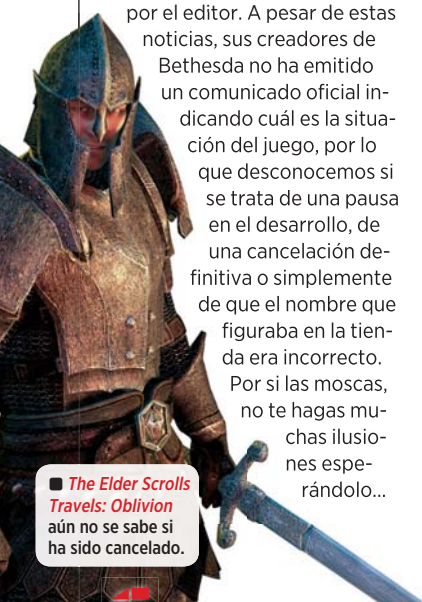 por el editor. A pesar de estas
noticias, sus creadores de
Bethesda no ha emitido
un comunicado oficial in-
dicando cuál es la situa-
ción del juego, por lo
que desconocemos si
se trata de una pausa
en el desarrollo, de
una cancelación de-
finitiva o simplemente
de que el nombre que
figuraba en la tien-
da era incorrecto.
Por si las moscas,
no te hagas mu-
chas ilusio-
nes espe-
rándolo...
The Elder Scrolls
Travels: Oblivion
aún no se sabe si
ha sido cancelado.